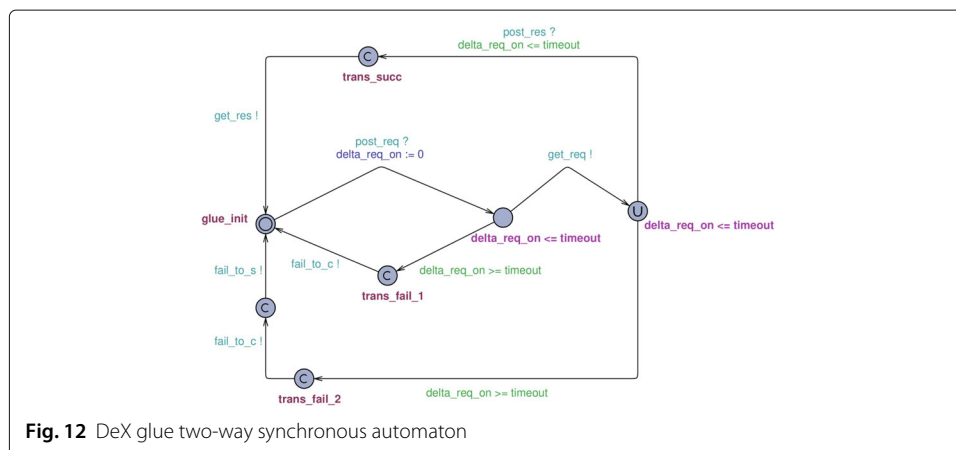 post_res ?
delta_req_on <= timeout
C
trans_succ
get_res !
post_req ?
delta_req_on := 0
get_req !
glue_init
U
delta_req_on <= timeout
delta_req_on <= timeout
fail_to_s !
fail_to_c !
C
delta_req_on >= timeout
trans_fail_1
C
fail_to_c !
C
trans_fail_2
delta_req_on >= timeout
Fig. 12 DeX glue two-way synchronous automaton